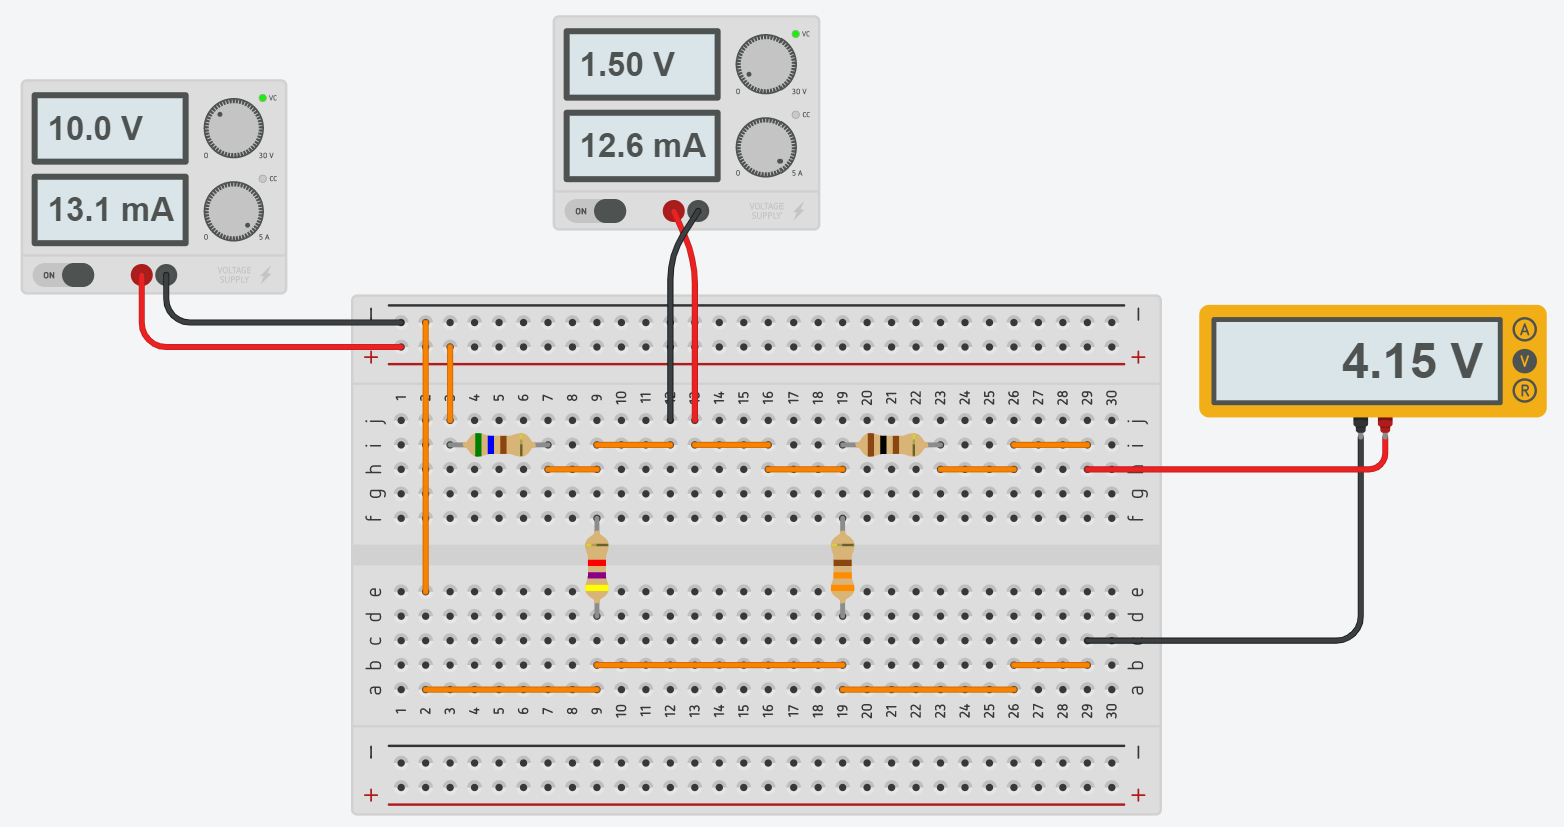 1.50 V
VC
0
30 V
12.6 mA
CC
0
5 A
ON
VOLTAGE
SUPPLY
10.0 V
VC
0
30 V
13.1 mA
CC
0
5 A
ON
VOLTAGE
SUPPLY
4.15 V
A
V
R
− −
+ +
1 2 3 4 5 6 7 8 9 10 11 12 13 14 15 16 17 18 19 20 21 22 23 24 25 26 27 28 29 30
j j
i i
h h
g g
f f
e e
d d
c c
b b
a a
1 2 3 4 5 6 7 8 9 10 11 12 13 14 15 16 17 18 19 20 21 22 23 24 25 26 27 28 29 30
− −
+ +